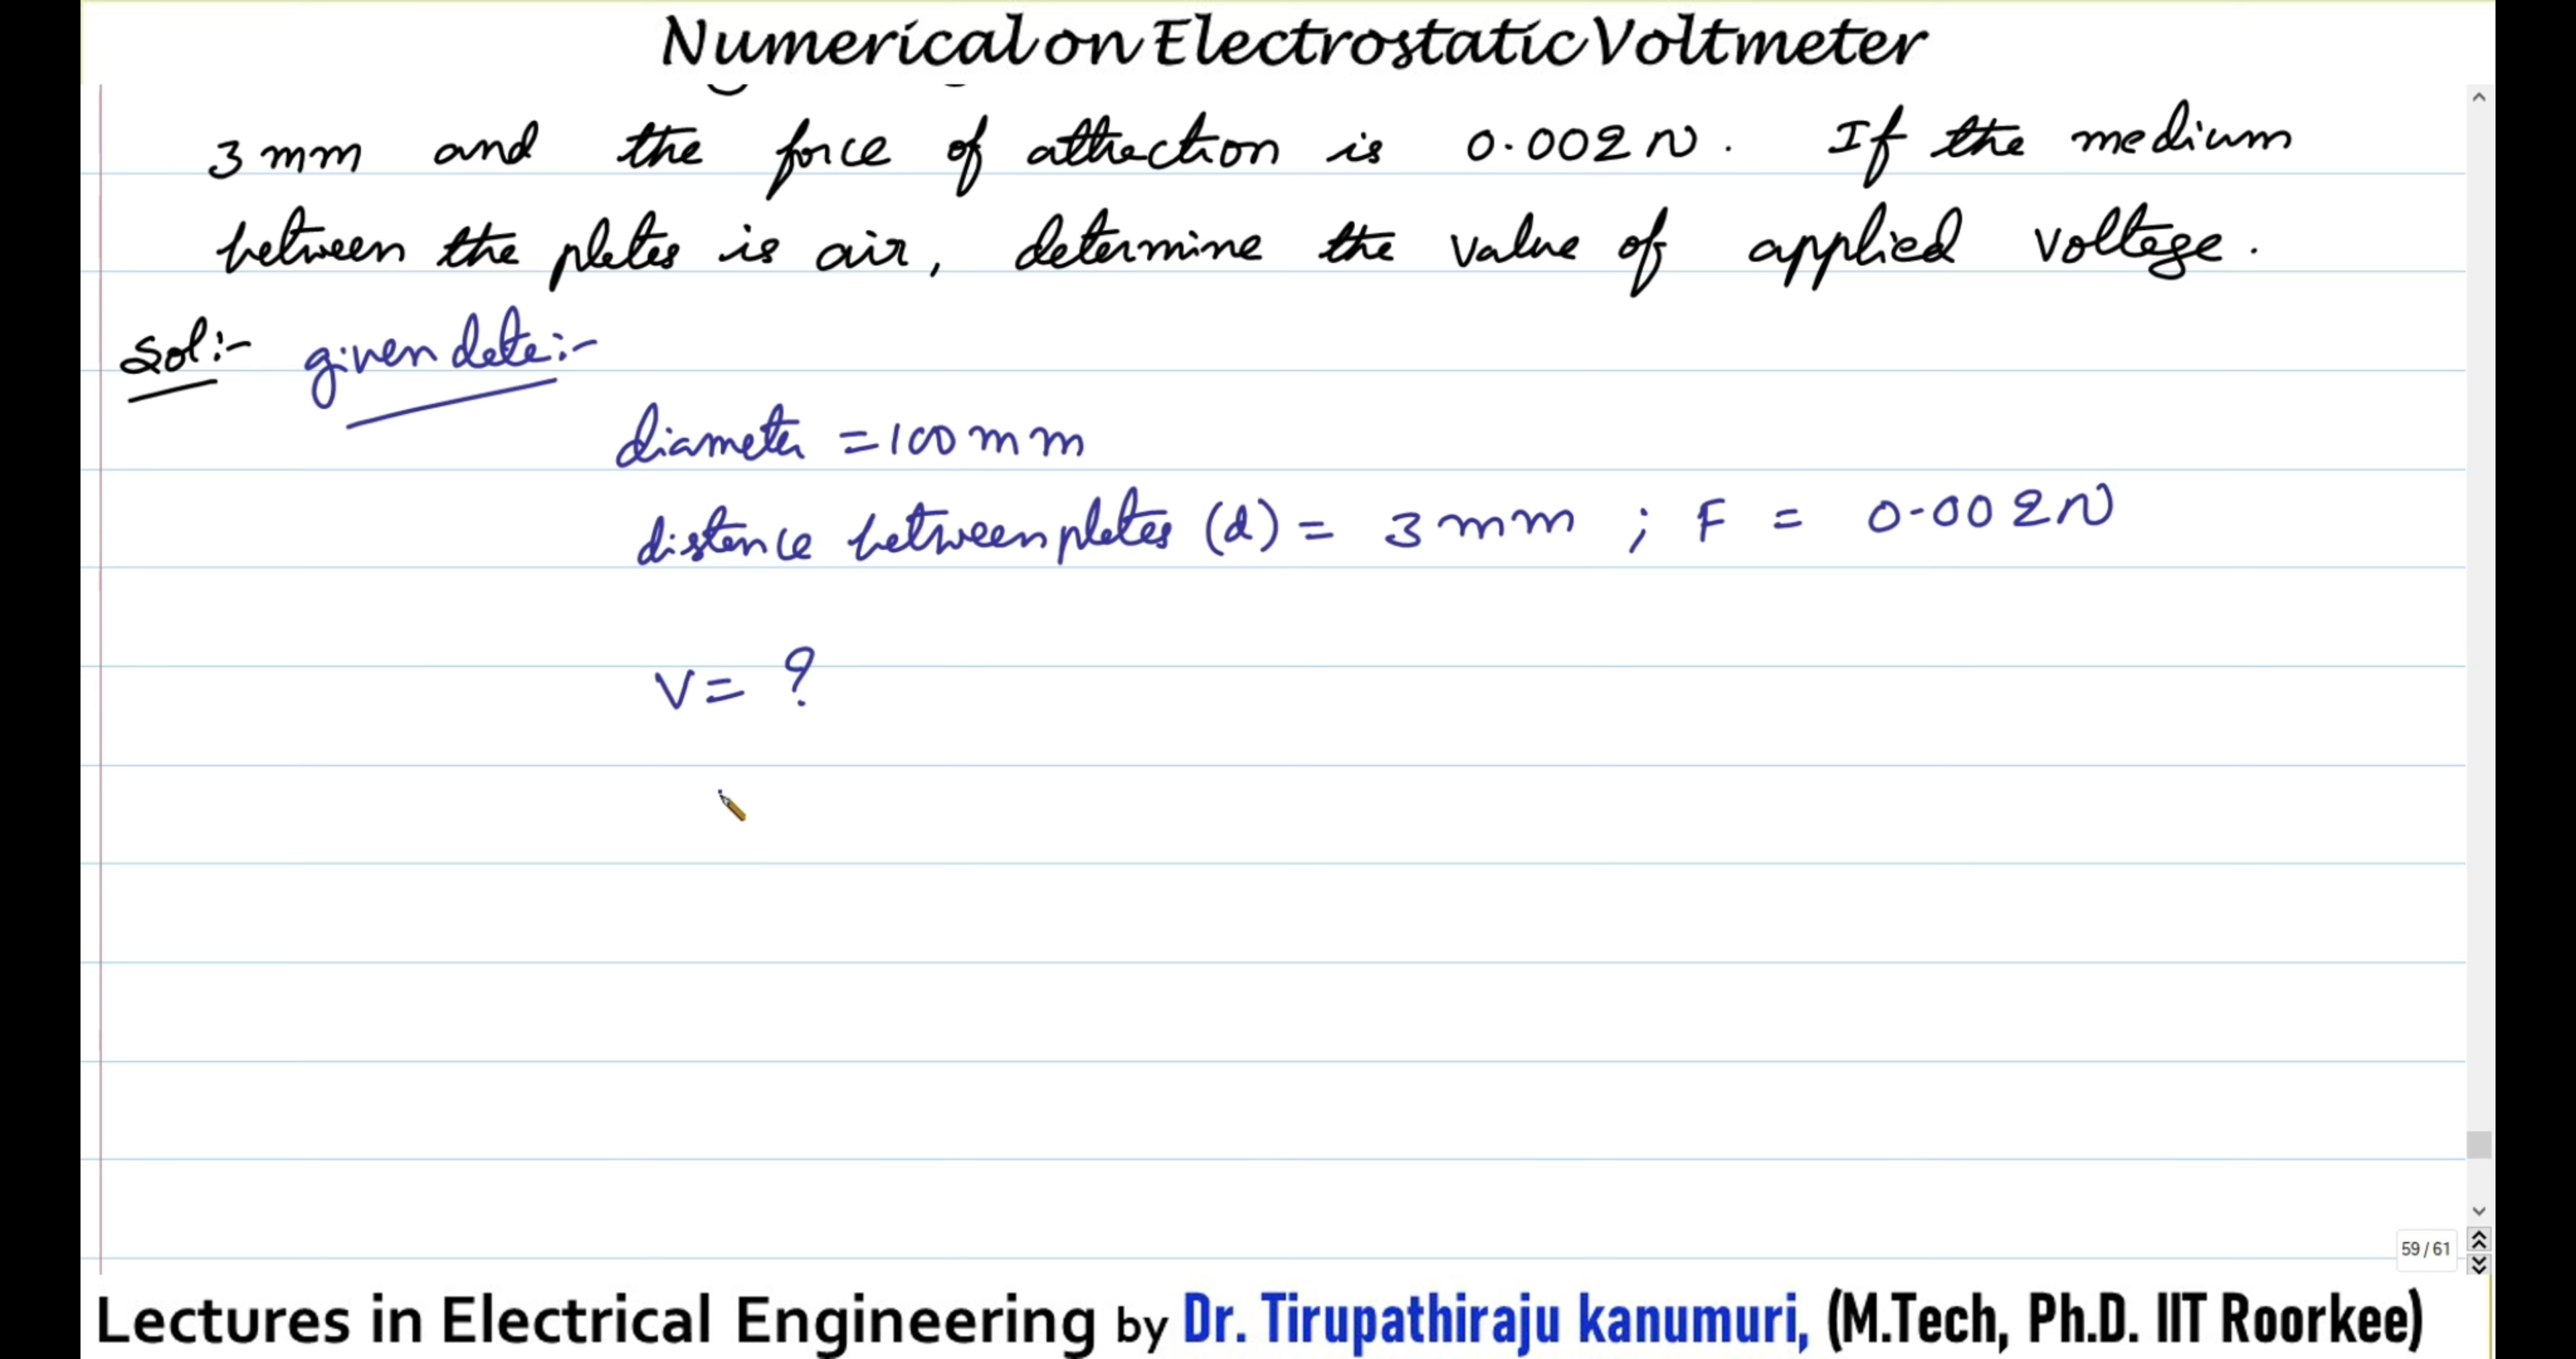 Numerical on Electrostatic Voltmeter
3 mm and the force of attraction is 0.002 N. If the medium
between the plates is air, determine the value of applied voltage.
Sol:- given data:-
diameter = 100 mm
distance between plates (d) = 3 mm ; F = 0.002 N
V = ?
59 / 61
Lectures in Electrical Engineering by Dr. Tirupathiraju kanumuri, (M.Tech, Ph.D. IIT Roorkee)